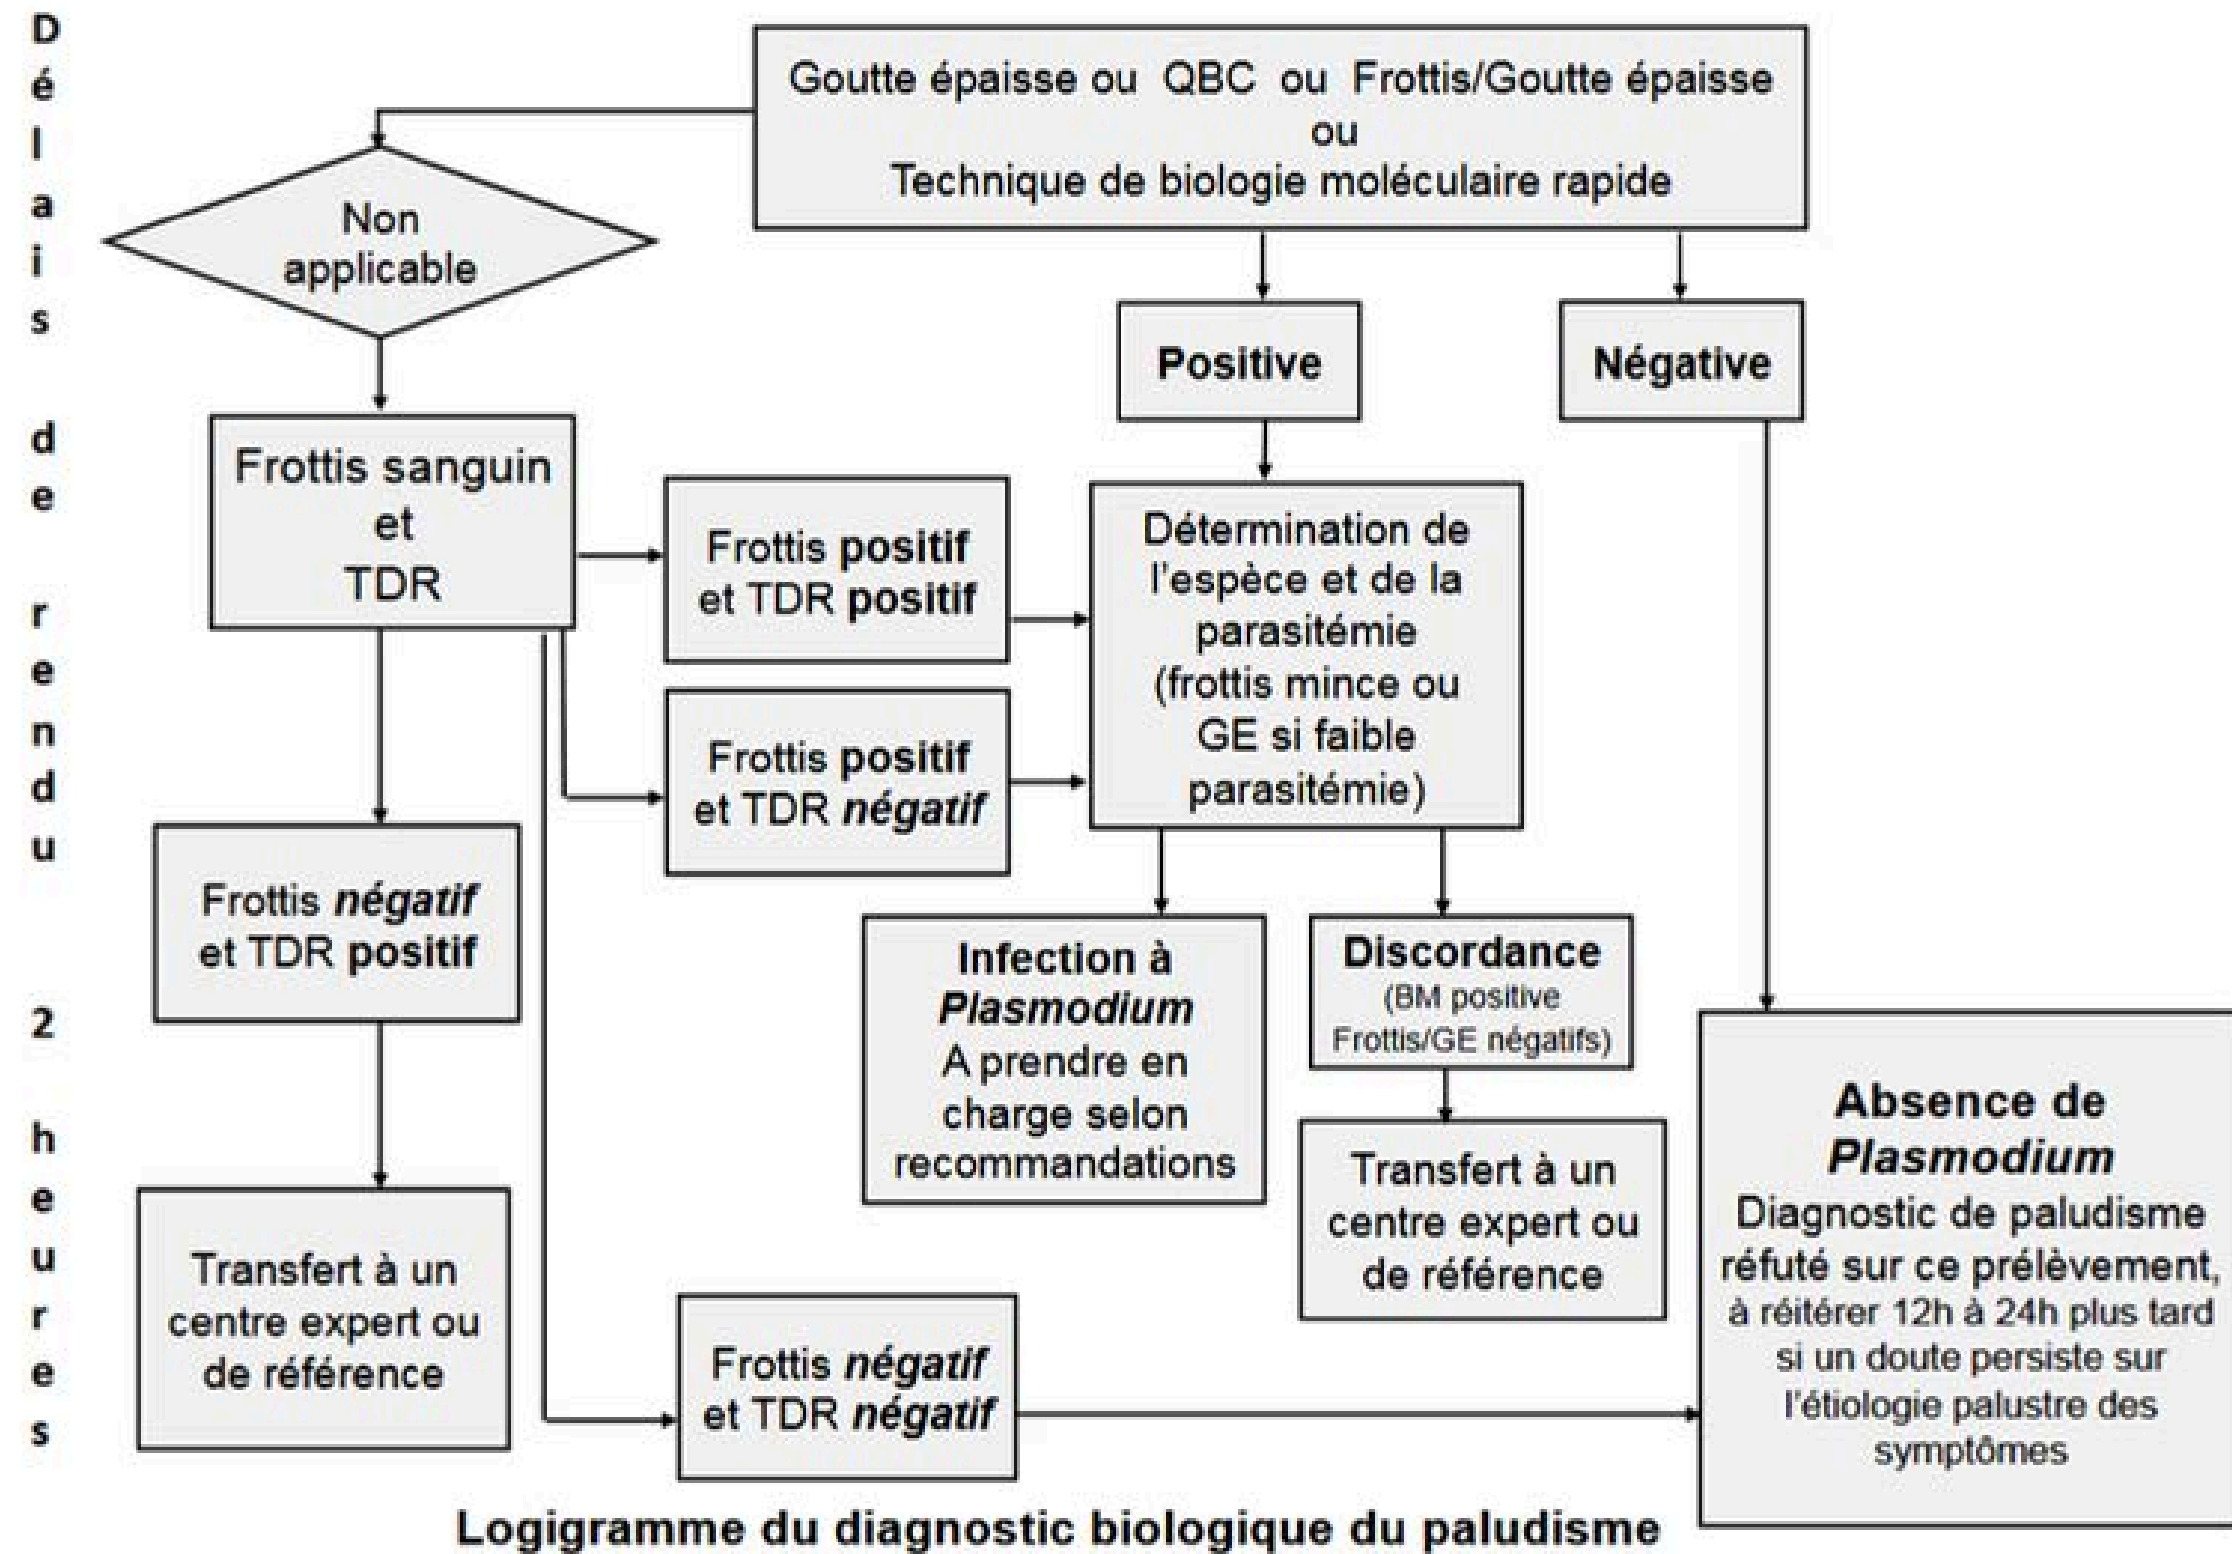 Délais de rendu 2 heures
Goutte épaisse ou QBC ou Frottis/Goutte épaisse
ou
Technique de biologie moléculaire rapide
Non
applicable
Positive
Négative
Frottis sanguin
et
TDR
Frottis positif
et TDR positif
Détermination de
l'espèce et de la
parasitémie
(frottis mince ou
GE si faible
parasitémie)
Frottis positif
et TDR négatif
Frottis négatif
et TDR positif
Infection à
Plasmodium
A prendre en
charge selon
recommandations
Discordance
(BM positive
Frottis/GE négatifs)
Transfert à un
centre expert ou
de référence
Absence de
Plasmodium
Diagnostic de paludisme
réfuté sur ce prélèvement,
à réitérer 12h à 24h plus tard
si un doute persiste sur
l'étiologie palustre des
symptômes
Transfert à un
centre expert ou
de référence
Frottis négatif
et TDR négatif
Logigramme du diagnostic biologique du paludisme